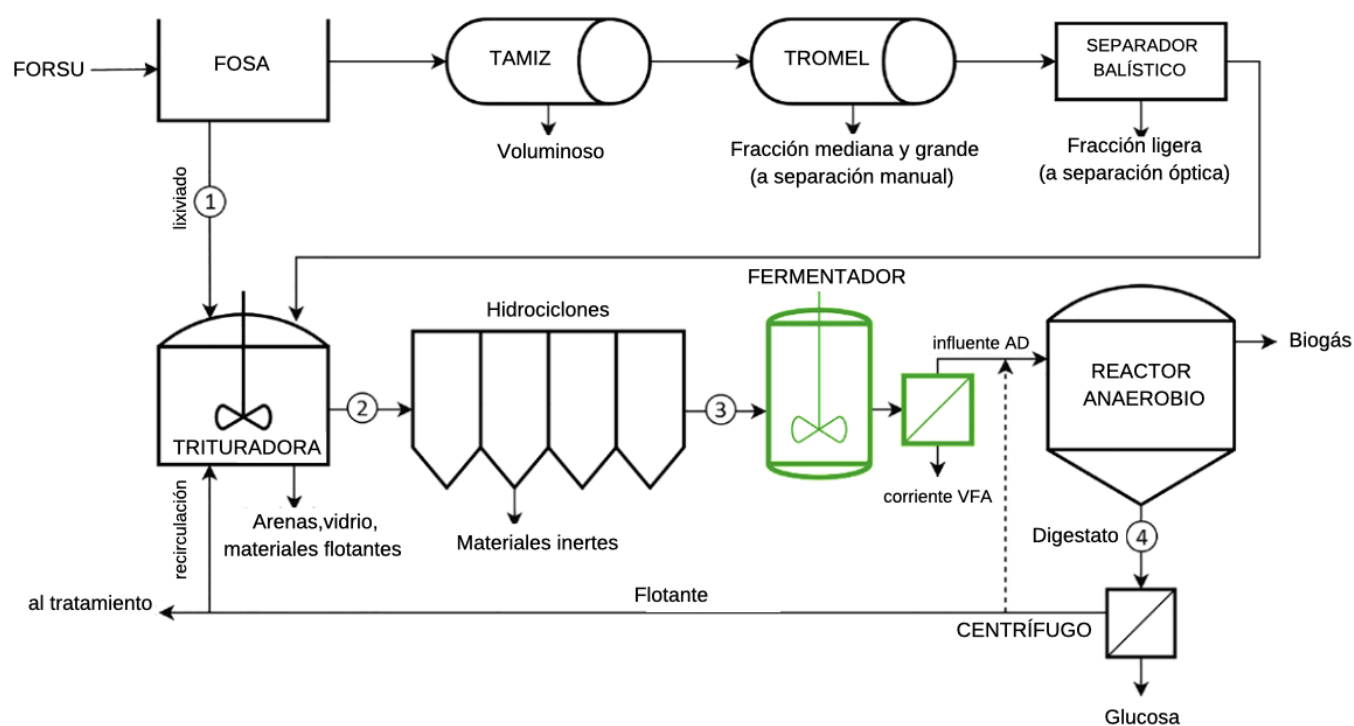 FORSU
FOSA
TAMIZ
TROMEL
SEPARADOR
BALÍSTICO
Voluminoso
Fracción mediana y grande
(a separación manual)
Fracción ligera
(a separación óptica)
lixiviado
1
TRITURADORA
2
Hidrociclones
3
FERMENTADOR
influente AD
REACTOR
ANAEROBIO
Biogás
recirculación
Arenas,vidrio,
materiales flotantes
Materiales inertes
corriente VFA
Digestato
4
al tratamiento
Flotante
CENTRÍFUGO
Glucosa